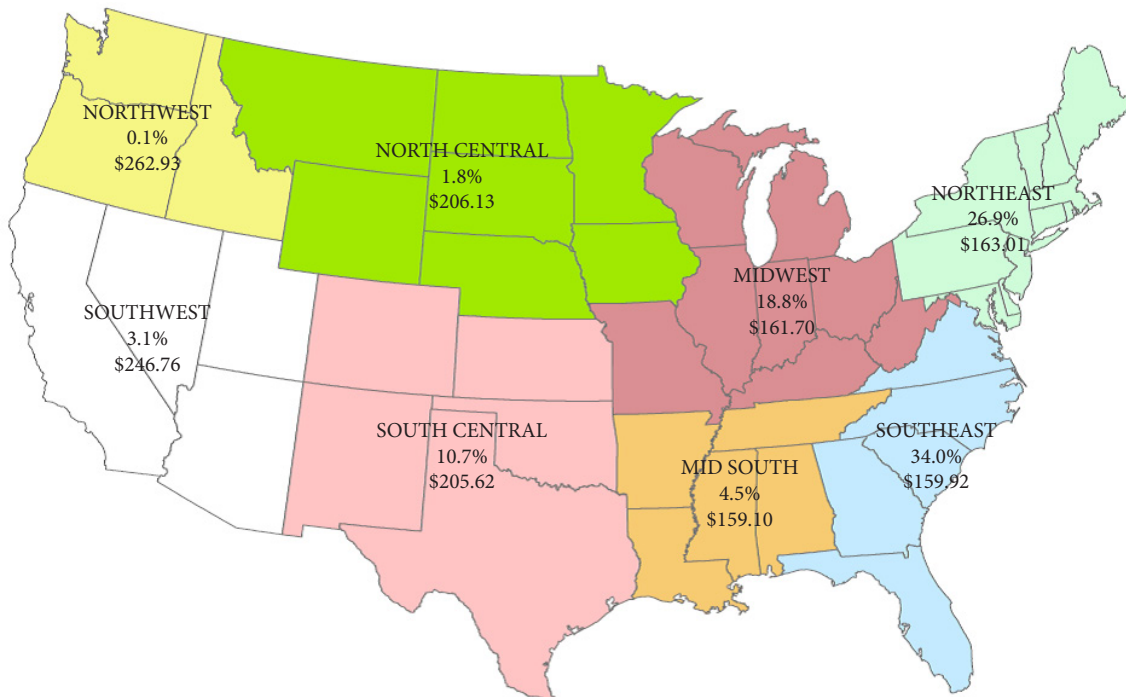 NORTHWEST
0.1%
$262.93
NORTH CENTRAL
1.8%
$206.13
NORTHEAST
26.9%
$163.01
MIDWEST
18.8%
$161.70
SOUTHWEST
3.1%
$246.76
SOUTH CENTRAL
10.7%
$205.62
MID SOUTH
4.5%
$159.10
SOUTHEAST
34.0%
$159.92